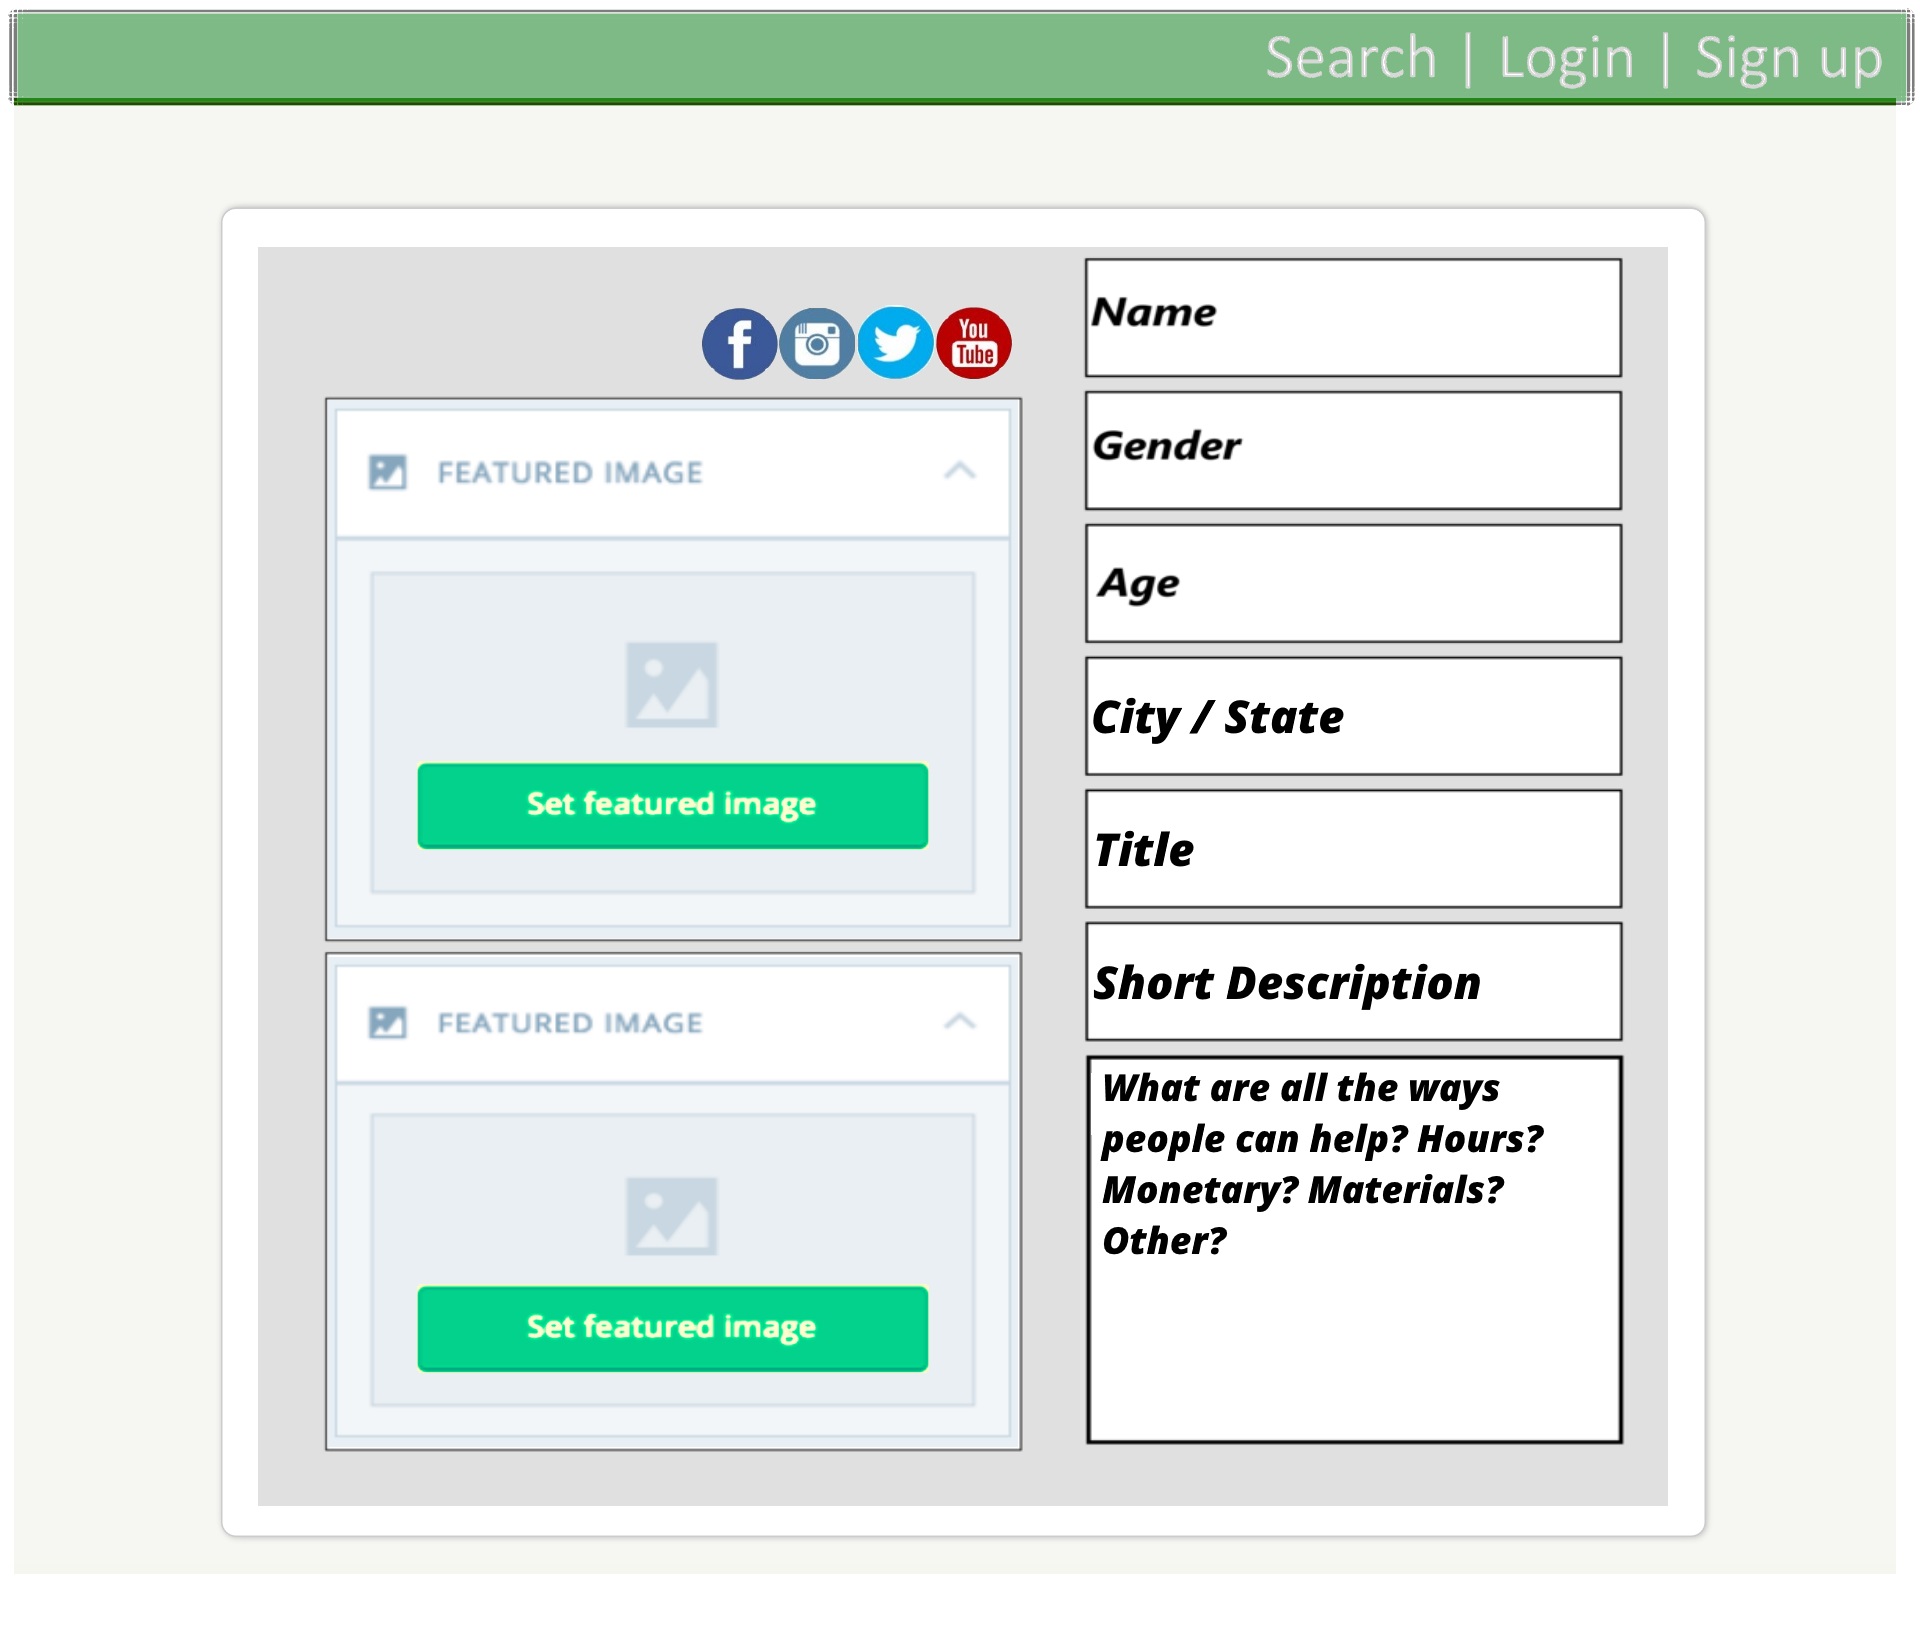 Search | Login | Sign up
f
You
Tube
Name
FEATURED IMAGE
Set featured image
FEATURED IMAGE
Set featured image
Gender
Age
City / State
Title
Short Description
What are all the ways
people can help? Hours?
Monetary? Materials?
Other?